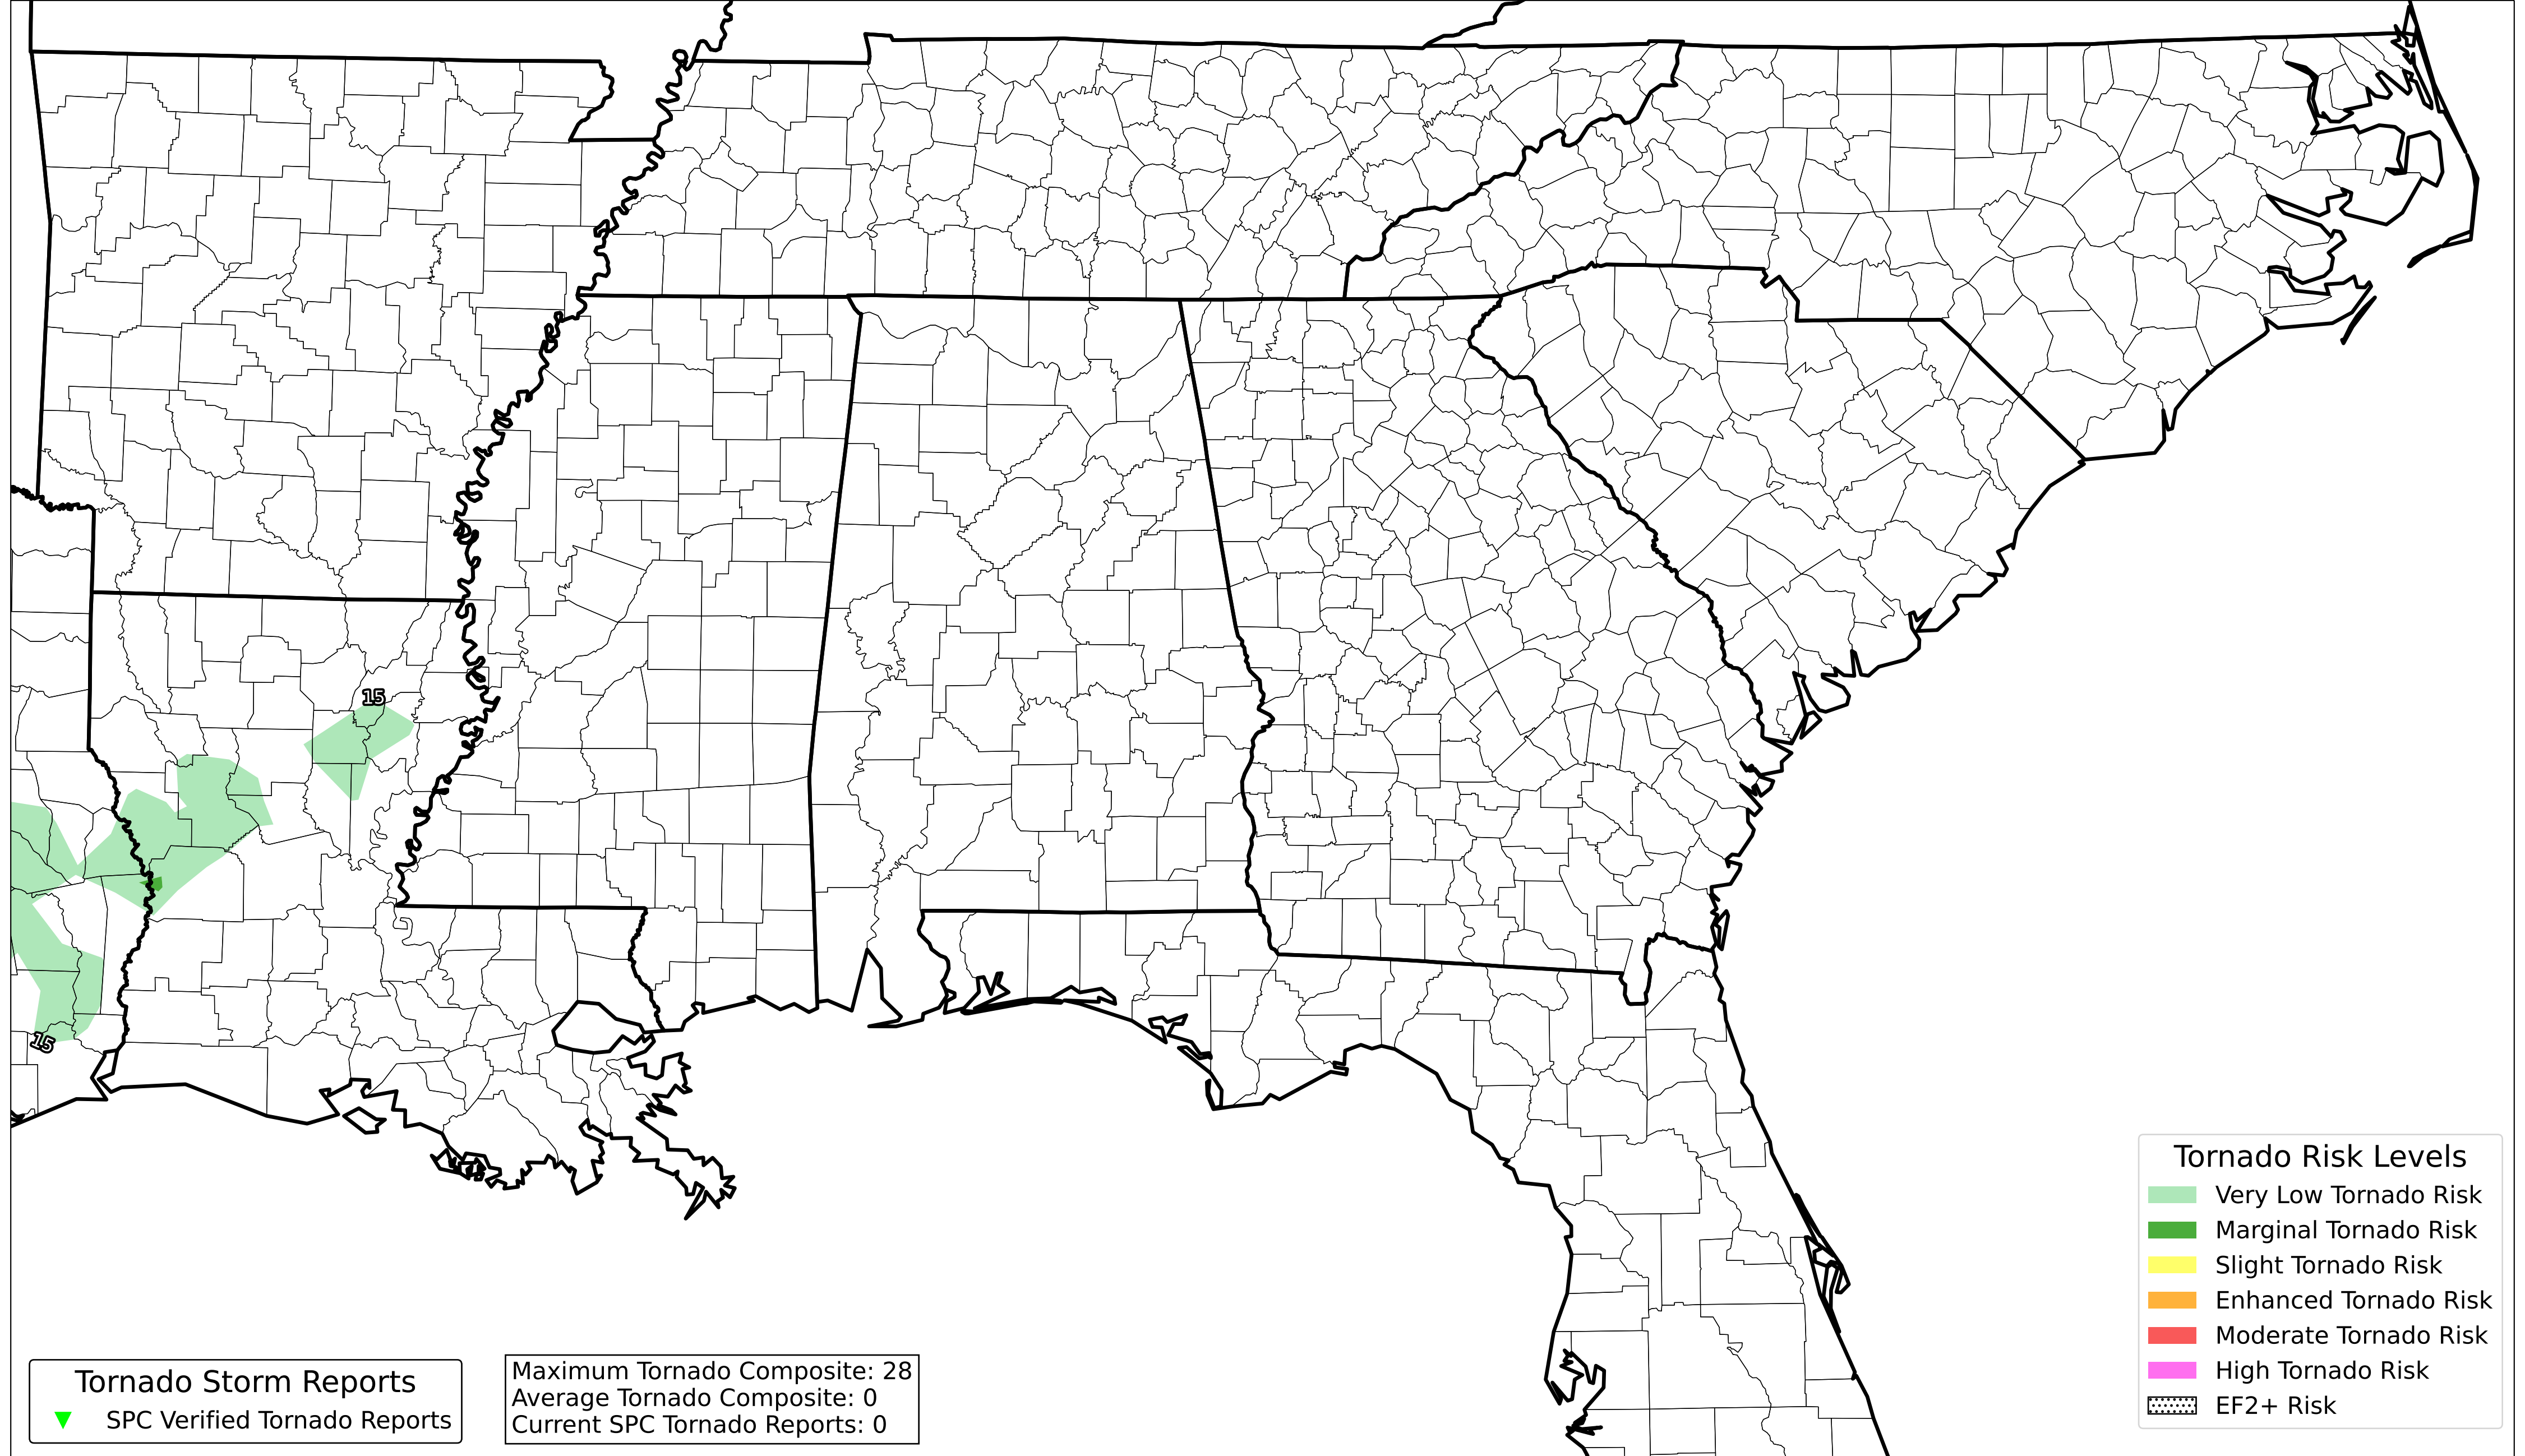 15
15
Tornado Risk Levels
Very Low Tornado Risk
Marginal Tornado Risk
Slight Tornado Risk
Enhanced Tornado Risk
Moderate Tornado Risk
High Tornado Risk
EF2+ Risk
Tornado Storm Reports
SPC Verified Tornado Reports
Maximum Tornado Composite: 28
Average Tornado Composite: 0
Current SPC Tornado Reports: 0